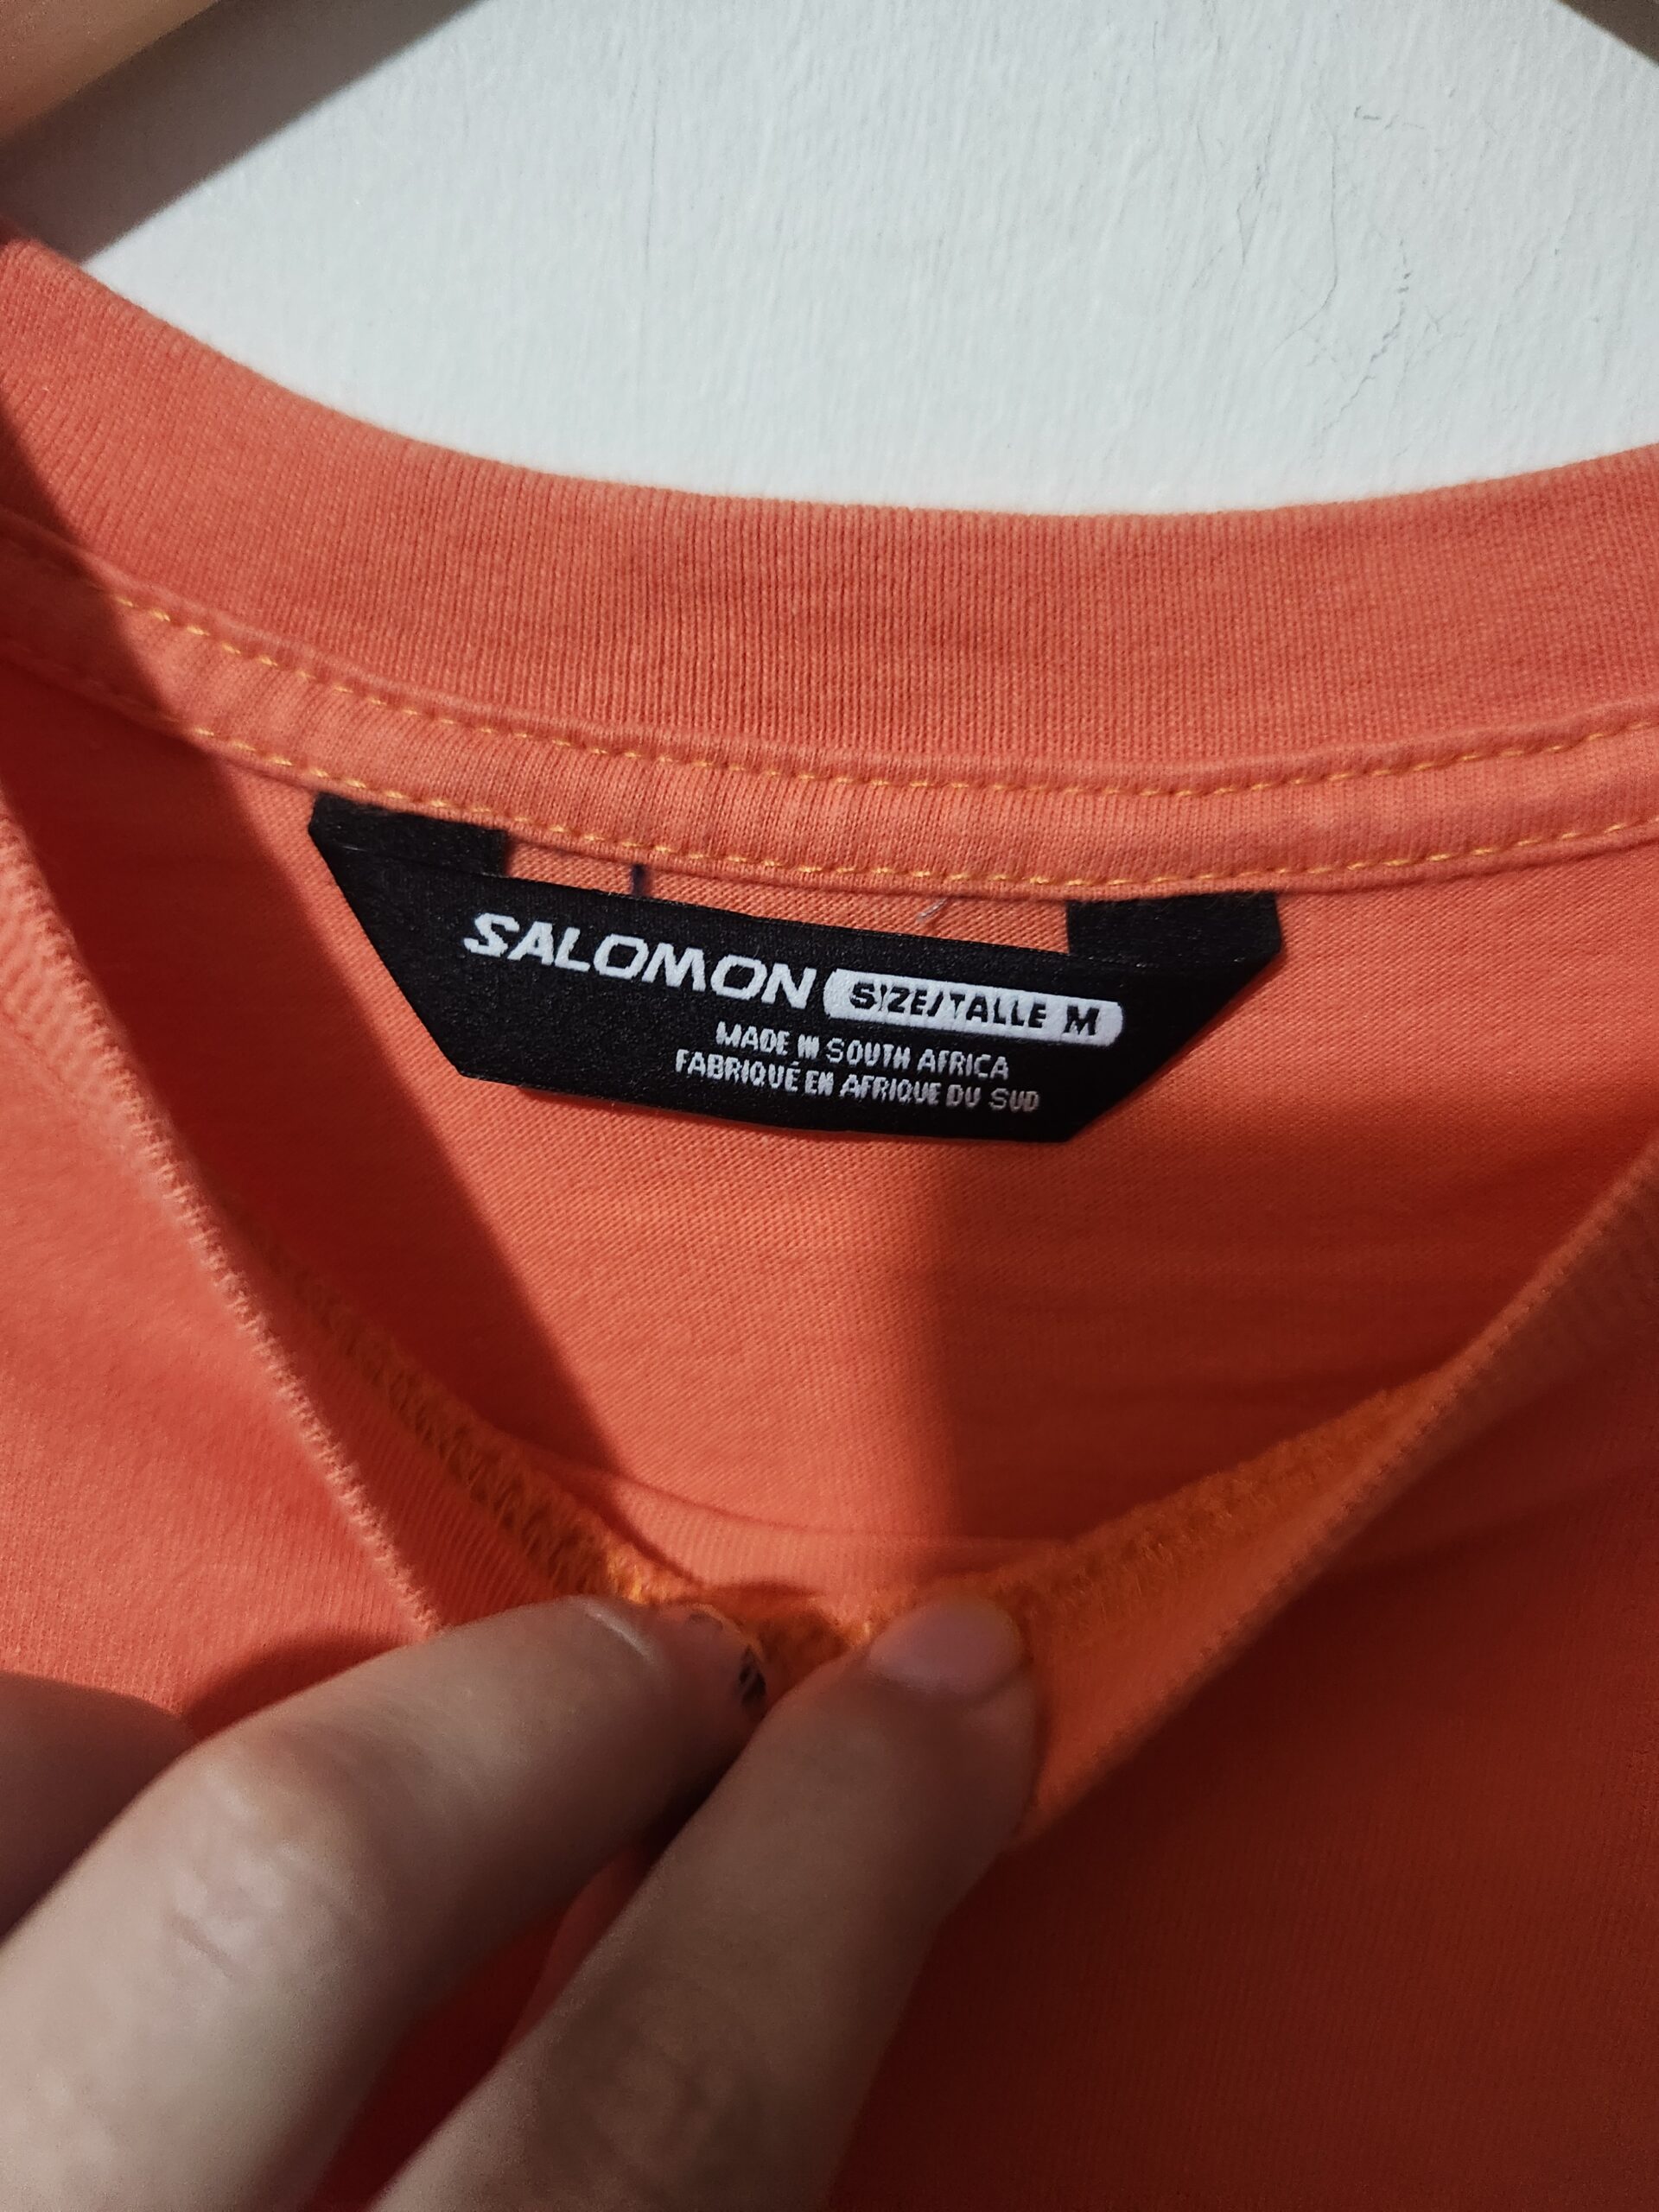 SALOMON SIZE/TALLE M
MADE IN SOUTH AFRICA
FABRIQUÉ EN AFRIQUE DU SUD